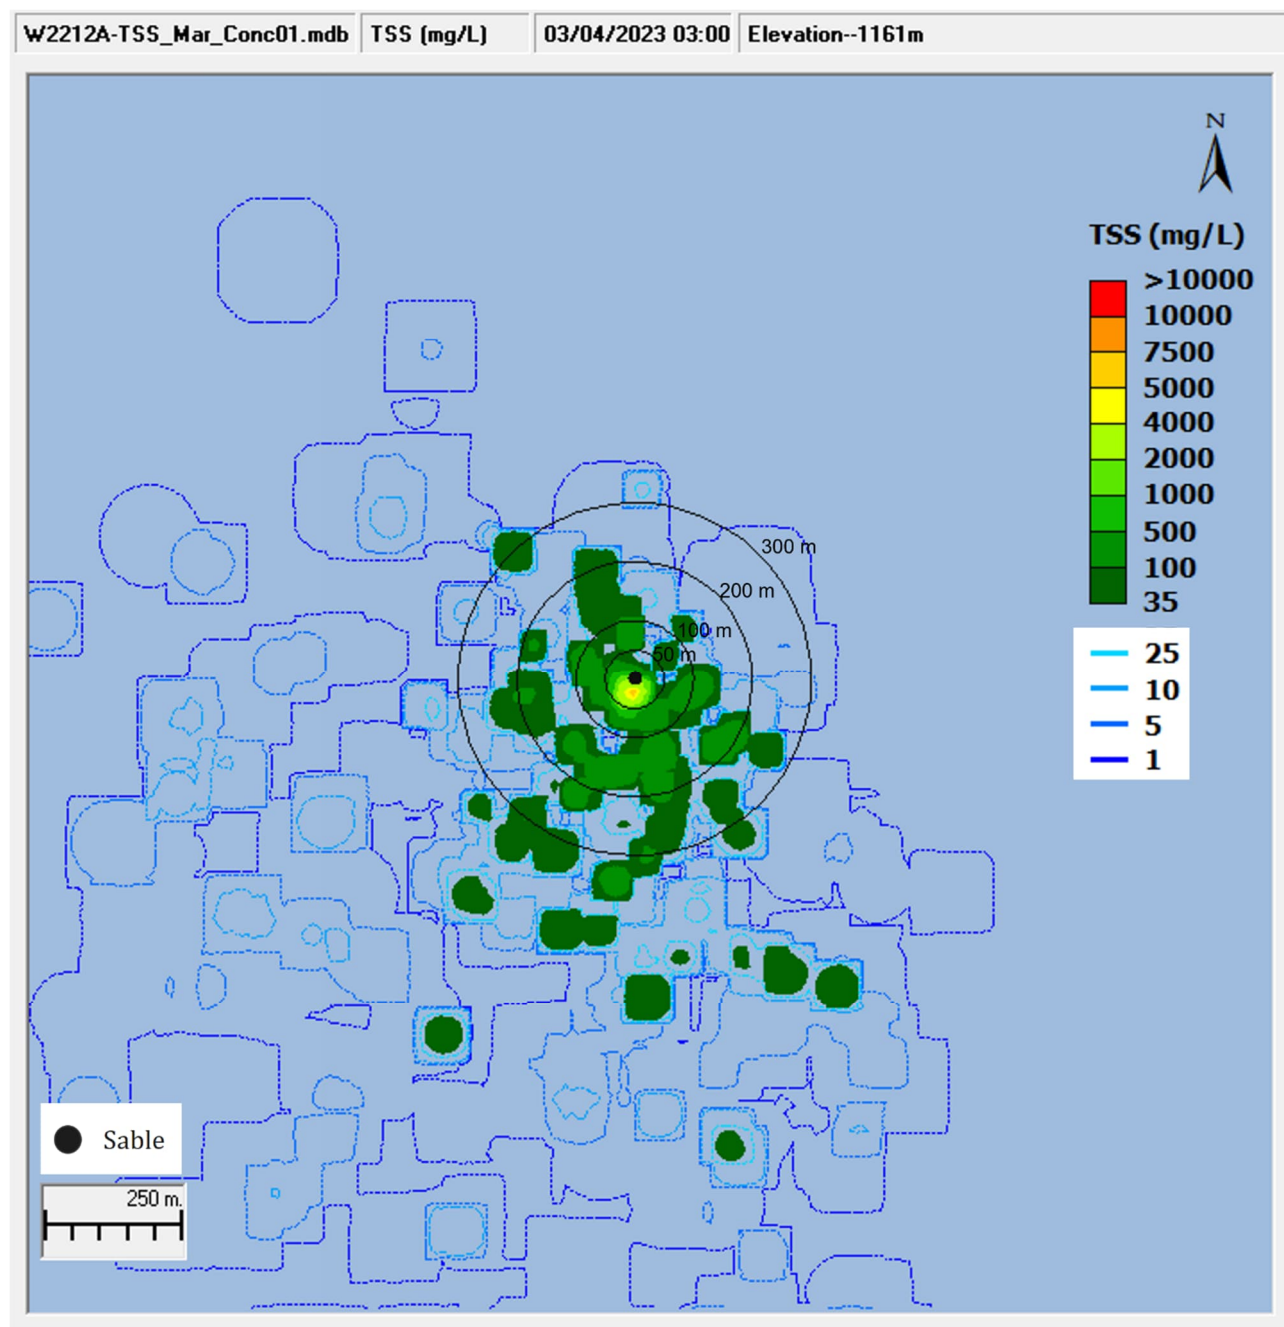 W2212A-TSS_Mar_Conc01.mdb TSS (mg/L) 03/04/2023 03:00 Elevation--1161m
N
TSS (mg/L)
>10000
10000
7500
5000
4000
2000
1000
500
100
35
25
10
5
1
300 m
200 m
100 m
50 m
Sable
250 m.